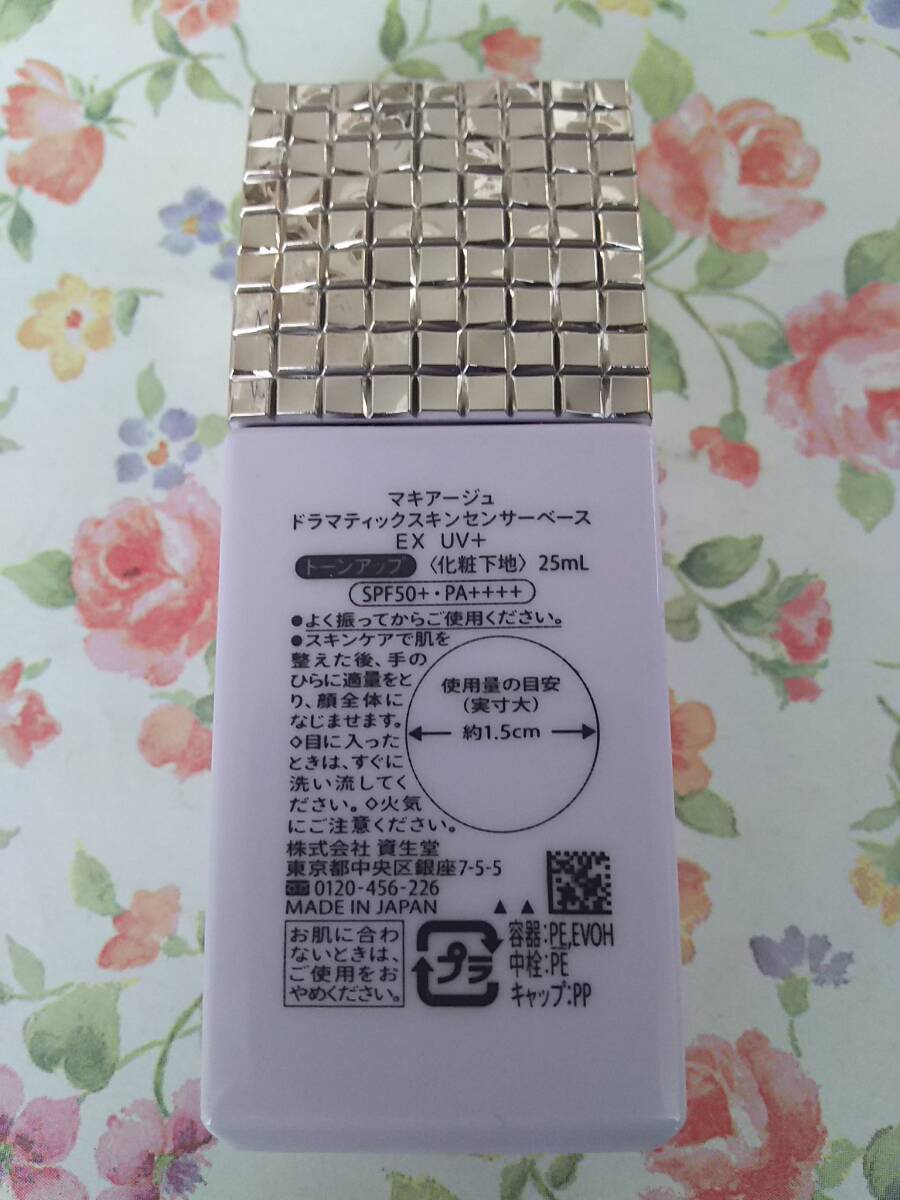 マキアージュ
ドラマティックスキンセンサーベース
EX UV+
トーンアップ 〈化粧下地〉 25mL
SPF50+・PA++++
●よく振ってからご使用ください。
●スキンケアで肌を
整えた後、手の
ひらに適量をと
り、顔全体に
なじませます。
◇目に入った
ときは、すぐに
洗い流してく
ださい。◇火気
にご注意ください。
使用量の目安
(実寸大)
約1.5cm
株式会社 資生堂
東京都中央区銀座7-5-5
0120-456-226
MADE IN JAPAN
お肌に合わ
ないときは、
ご使用をお
やめください。
プラ
容器:PE,EVOH
中栓:PE
キャップ:PP